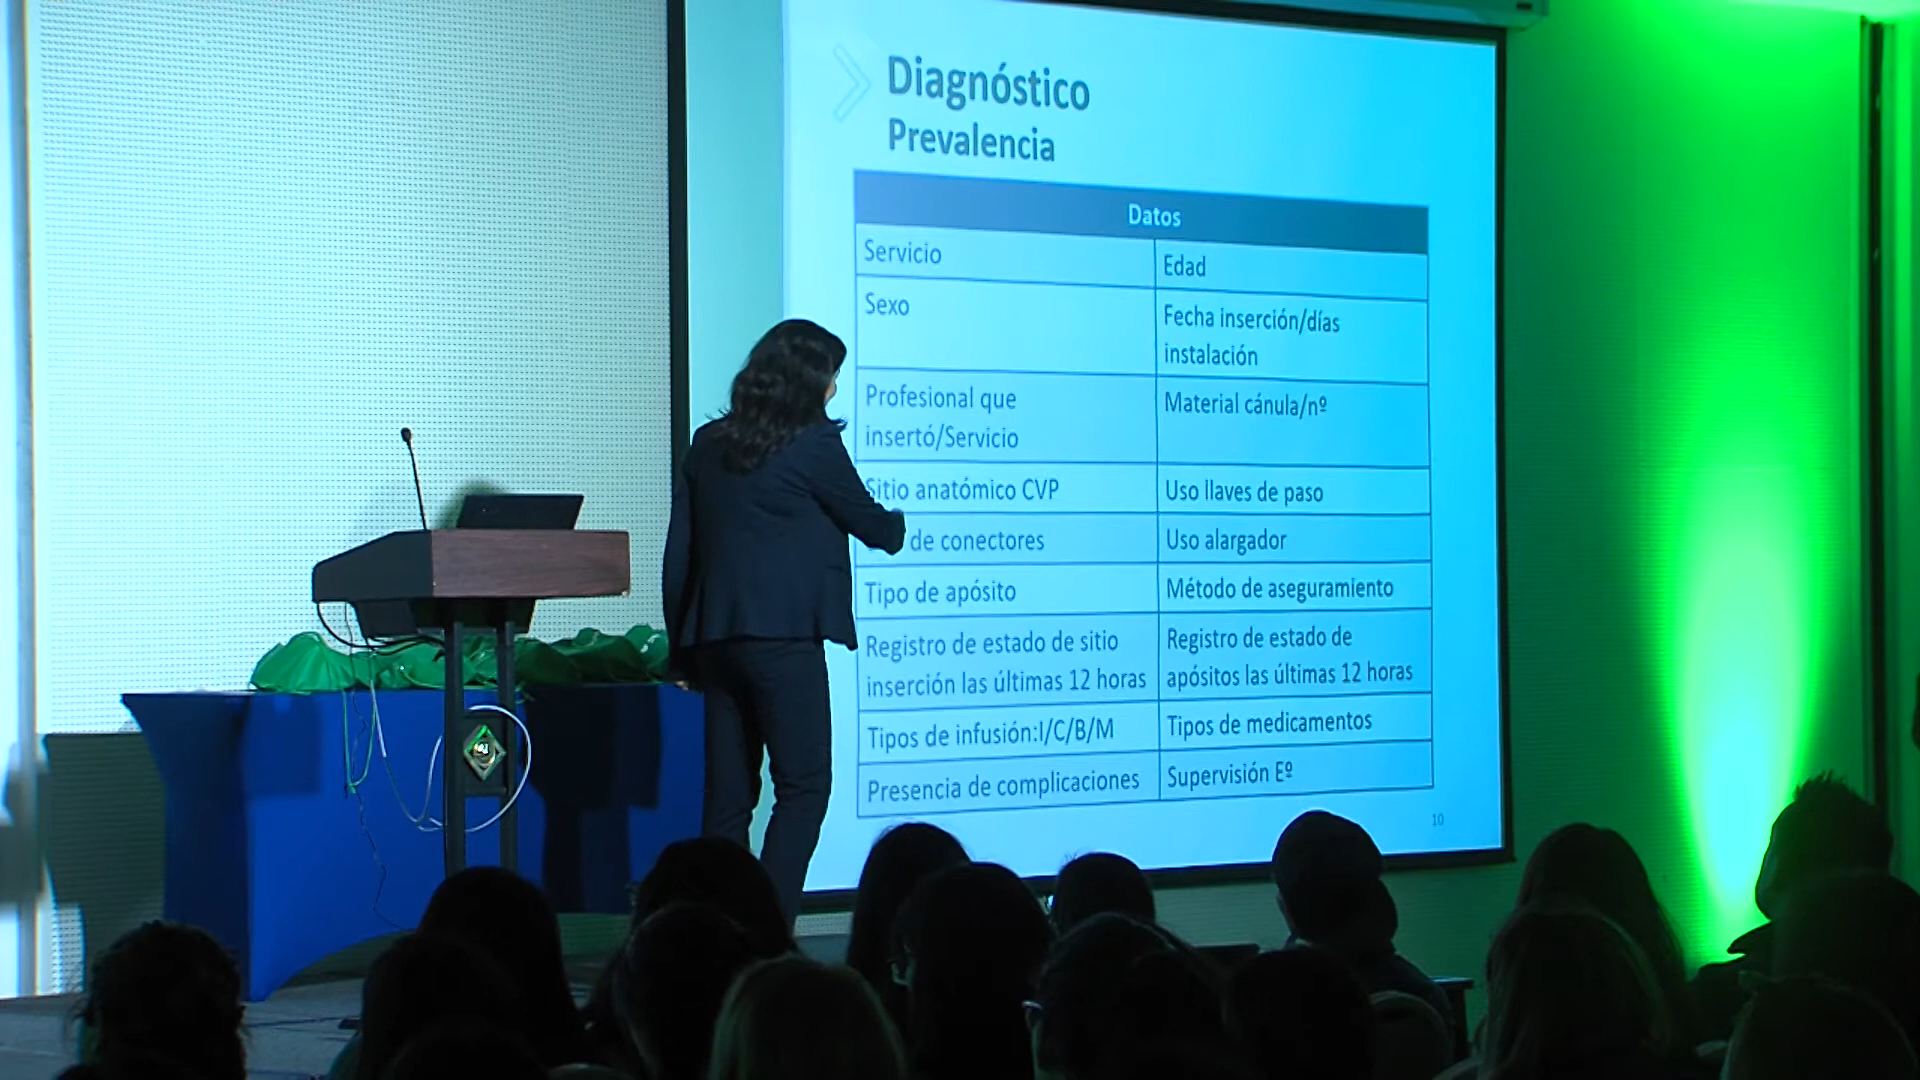 Diagnóstico
Prevalencia
Datos
Servicio
Edad
Sexo
Fecha inserción/días
instalación
Profesional que
insertó/Servicio
Material cánula/nº
Sitio anatómico CVP
Uso llaves de paso
de conectores
Uso alargador
Tipo de apósito
Método de aseguramiento
Registro de estado de sitio
inserción las últimas 12 horas
Registro de estado de
apósitos las últimas 12 horas
Tipos de infusión:I/C/B/M
Tipos de medicamentos
Presencia de complicaciones
Supervisión Eº
10